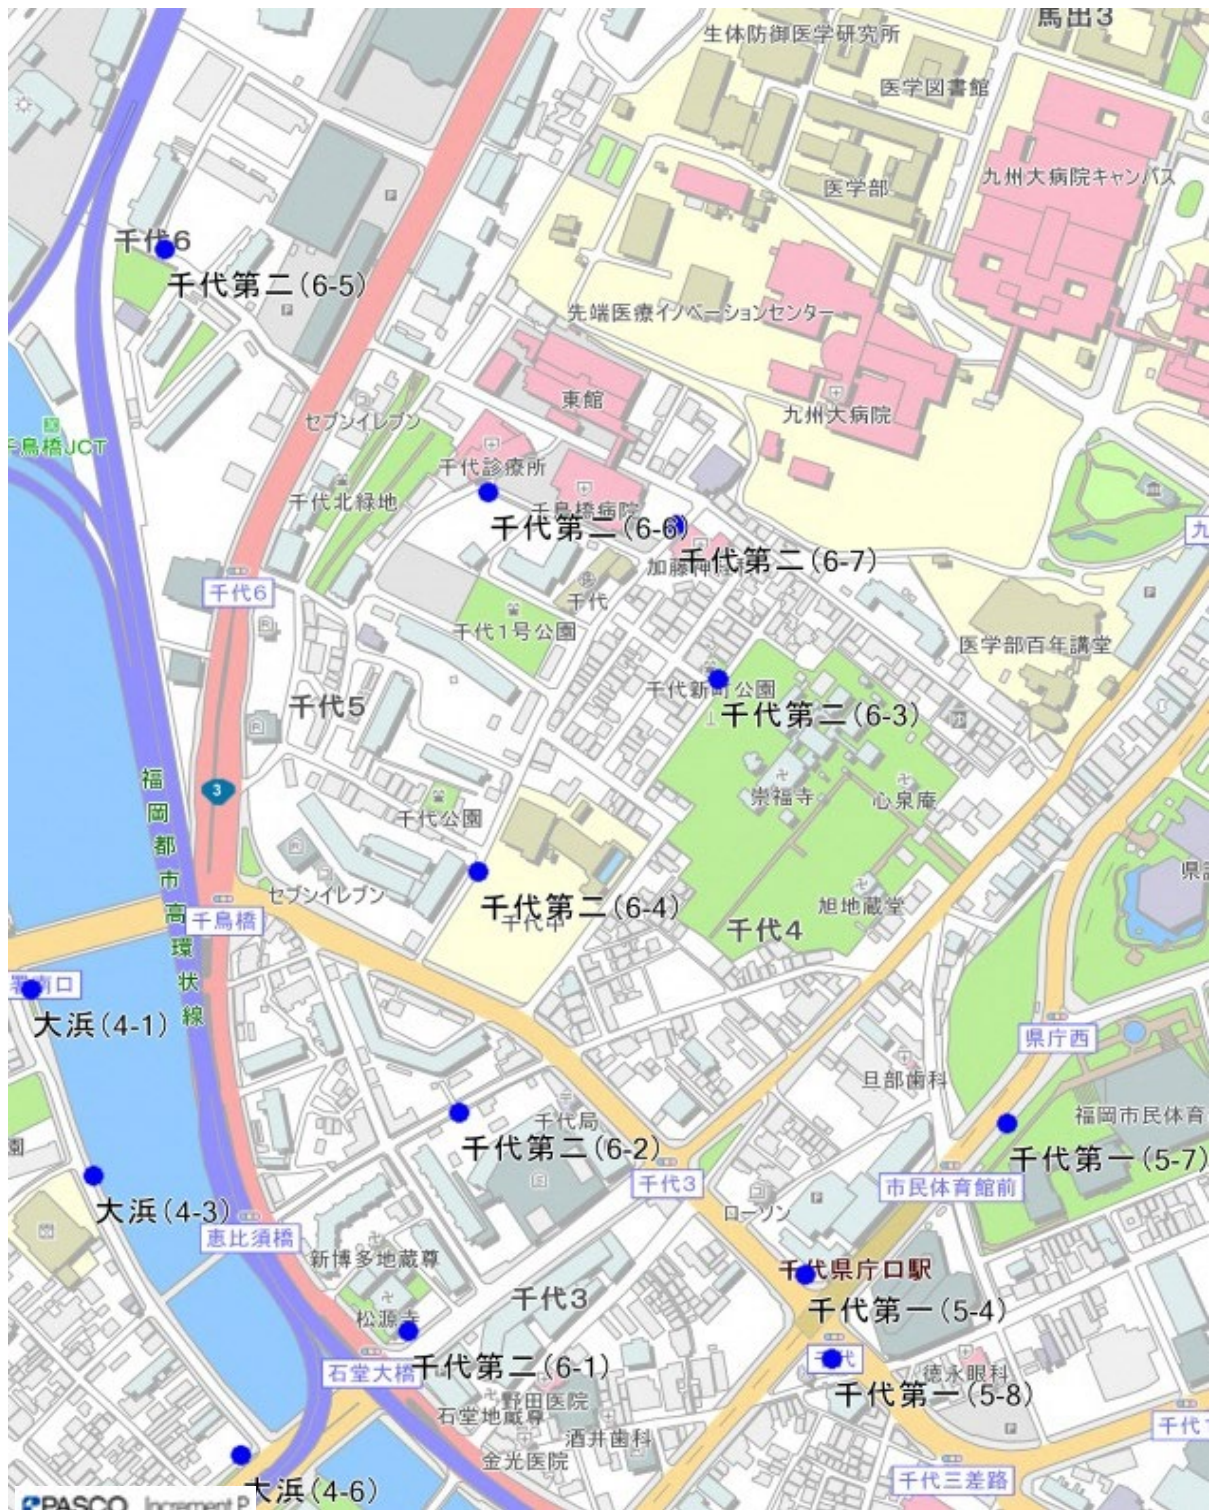 馬出3
生体防御医学研究所
医学図書館
九州大病院キャンパス
医学部
千代6
千代第二(6-5)
先端医療イノベーションセンター
東館
九州大病院
セブンイレブン
千鳥橋JCT
千代診療所
千代北緑地
千鳥橋病院
千代第二(6-6)
千代第二(6-7)
千代6
千代
千代1号公園
医学部百年講堂
千代新町公園
千代5
千代第二(6-3)
福岡都市高環状線
3
崇福寺
心泉庵
千代公園
セブンイレブン
千代第二(6-4)
千代中
旭地蔵堂
千鳥橋
千代4
大浜(4-1)
県庁西
旦部歯科
千代局
福岡市民体育
千代第二(6-2)
千代第一(5-7)
千代3
市民体育館前
大浜(4-3)
恵比須橋
ローソン
新博多地蔵尊
千代県庁口駅
千代3
松源寺
千代第一(5-4)
石堂大橋
千代第二(6-1)
徳永眼科
千代第一(5-8)
野田医院
石堂地蔵尊
酒井歯科
金光医院
千代三差路
大浜(4-6)
PASCO Increment P